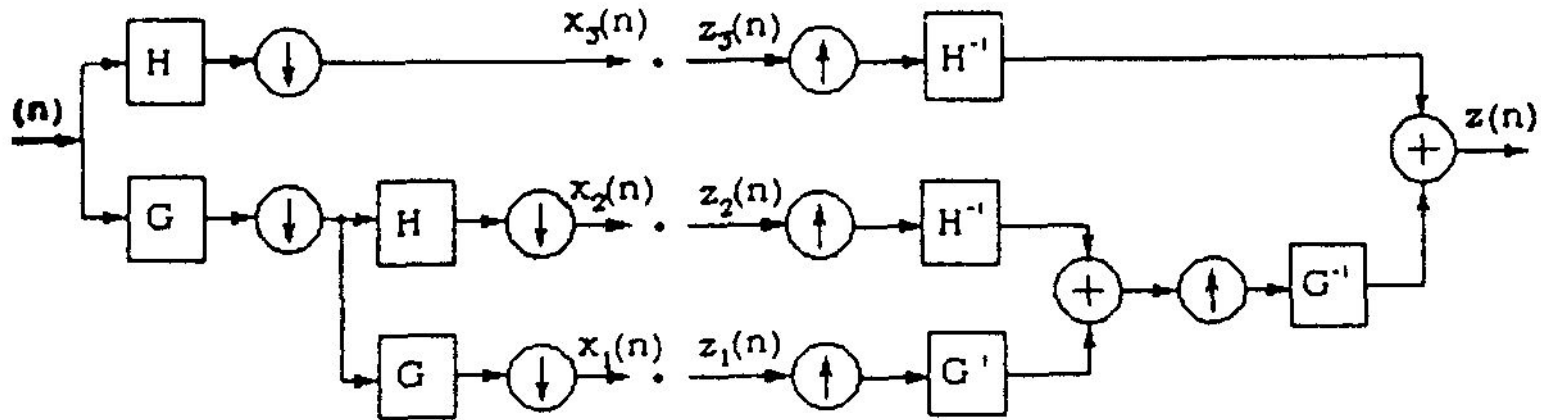 H x₃(n) z₃(n) H⁻¹
(n) z(n)
G H x₂(n) z₂(n) H⁻¹ + G⁻¹ +
G x₁(n) z₁(n) G⁻¹